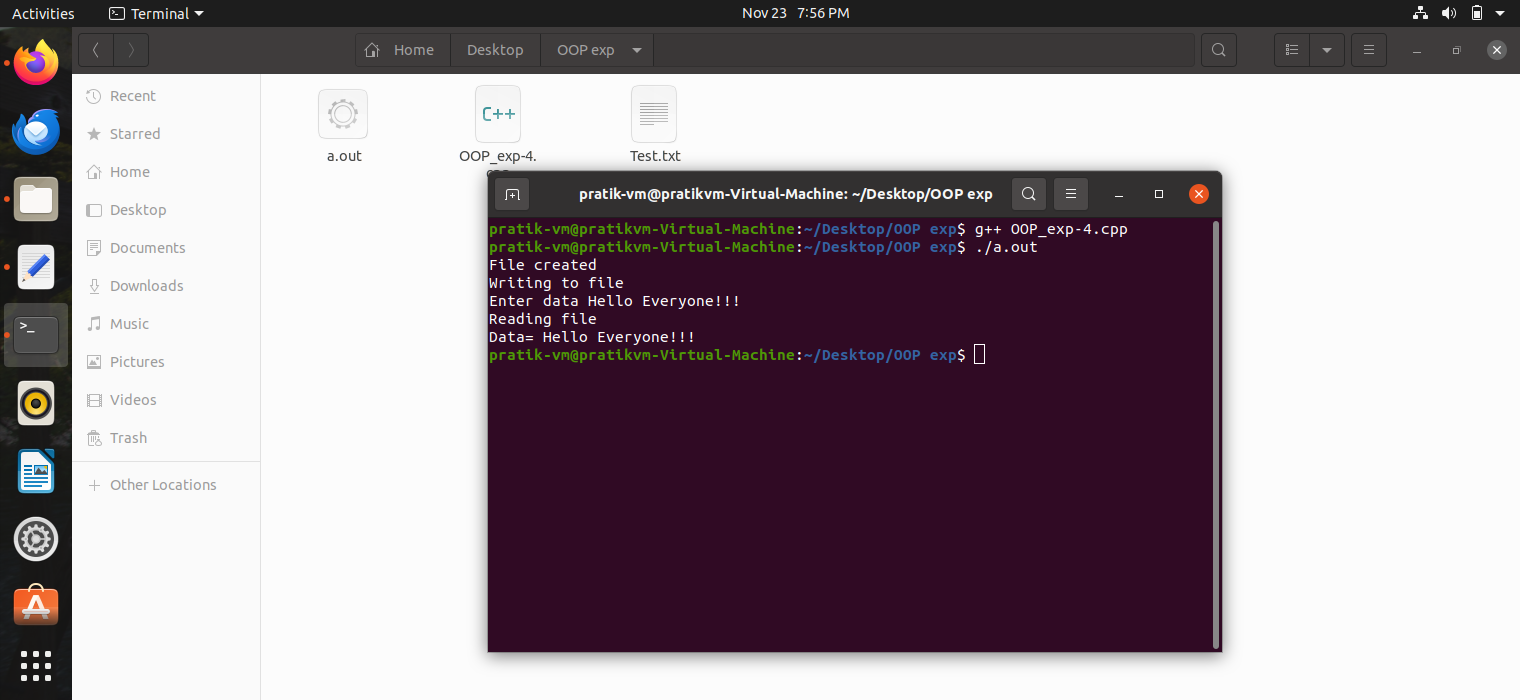 Activities Terminal Nov 23 7:56 PM
Home Desktop OOP exp
Recent
Starred
Home
Desktop
Documents
Downloads
Music
Pictures
Videos
Trash
Other Locations
a.out
C++
OOP_exp-4.
Test.txt
pratik-vm@pratikvm-Virtual-Machine: ~/Desktop/OOP exp
pratik-vm@pratikvm-Virtual-Machine:~/Desktop/OOP exp$ g++ OOP_exp-4.cpp
pratik-vm@pratikvm-Virtual-Machine:~/Desktop/OOP exp$ ./a.out
File created
Writing to file
Enter data Hello Everyone!!!
Reading file
Data= Hello Everyone!!!
pratik-vm@pratikvm-Virtual-Machine:~/Desktop/OOP exp$